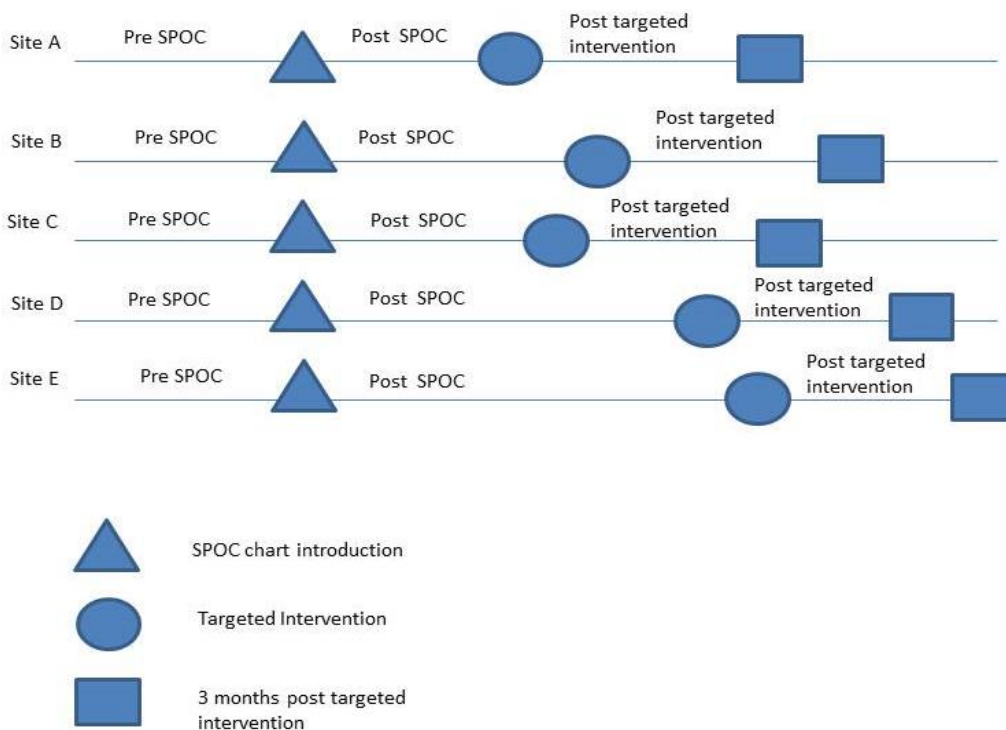 Site A
Pre SPOC
Post SPOC
Post targeted
intervention
Site B
Pre SPOC
Post SPOC
Post targeted
intervention
Site C
Pre SPOC
Post SPOC
Post targeted
intervention
Site D
Pre SPOC
Post SPOC
Post targeted
intervention
Site E
Pre SPOC
Post SPOC
Post targeted
intervention
SPOC chart introduction
Targeted Intervention
3 months post targeted
intervention